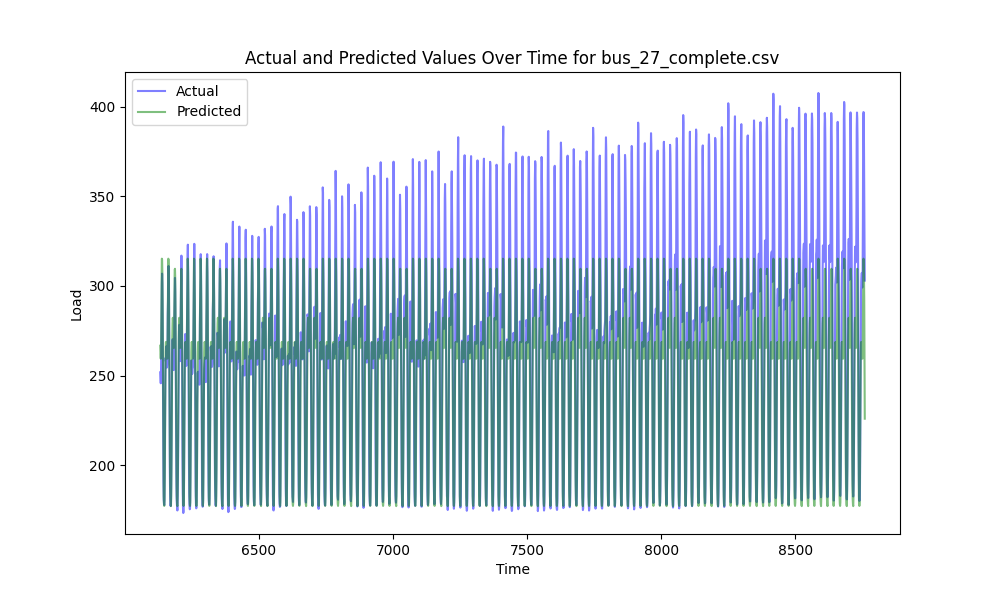 Actual and Predicted Values Over Time for bus_27_complete.csv
Actual
Predicted
400
350
300
250
200
Load
6500 7000 7500 8000 8500
Time